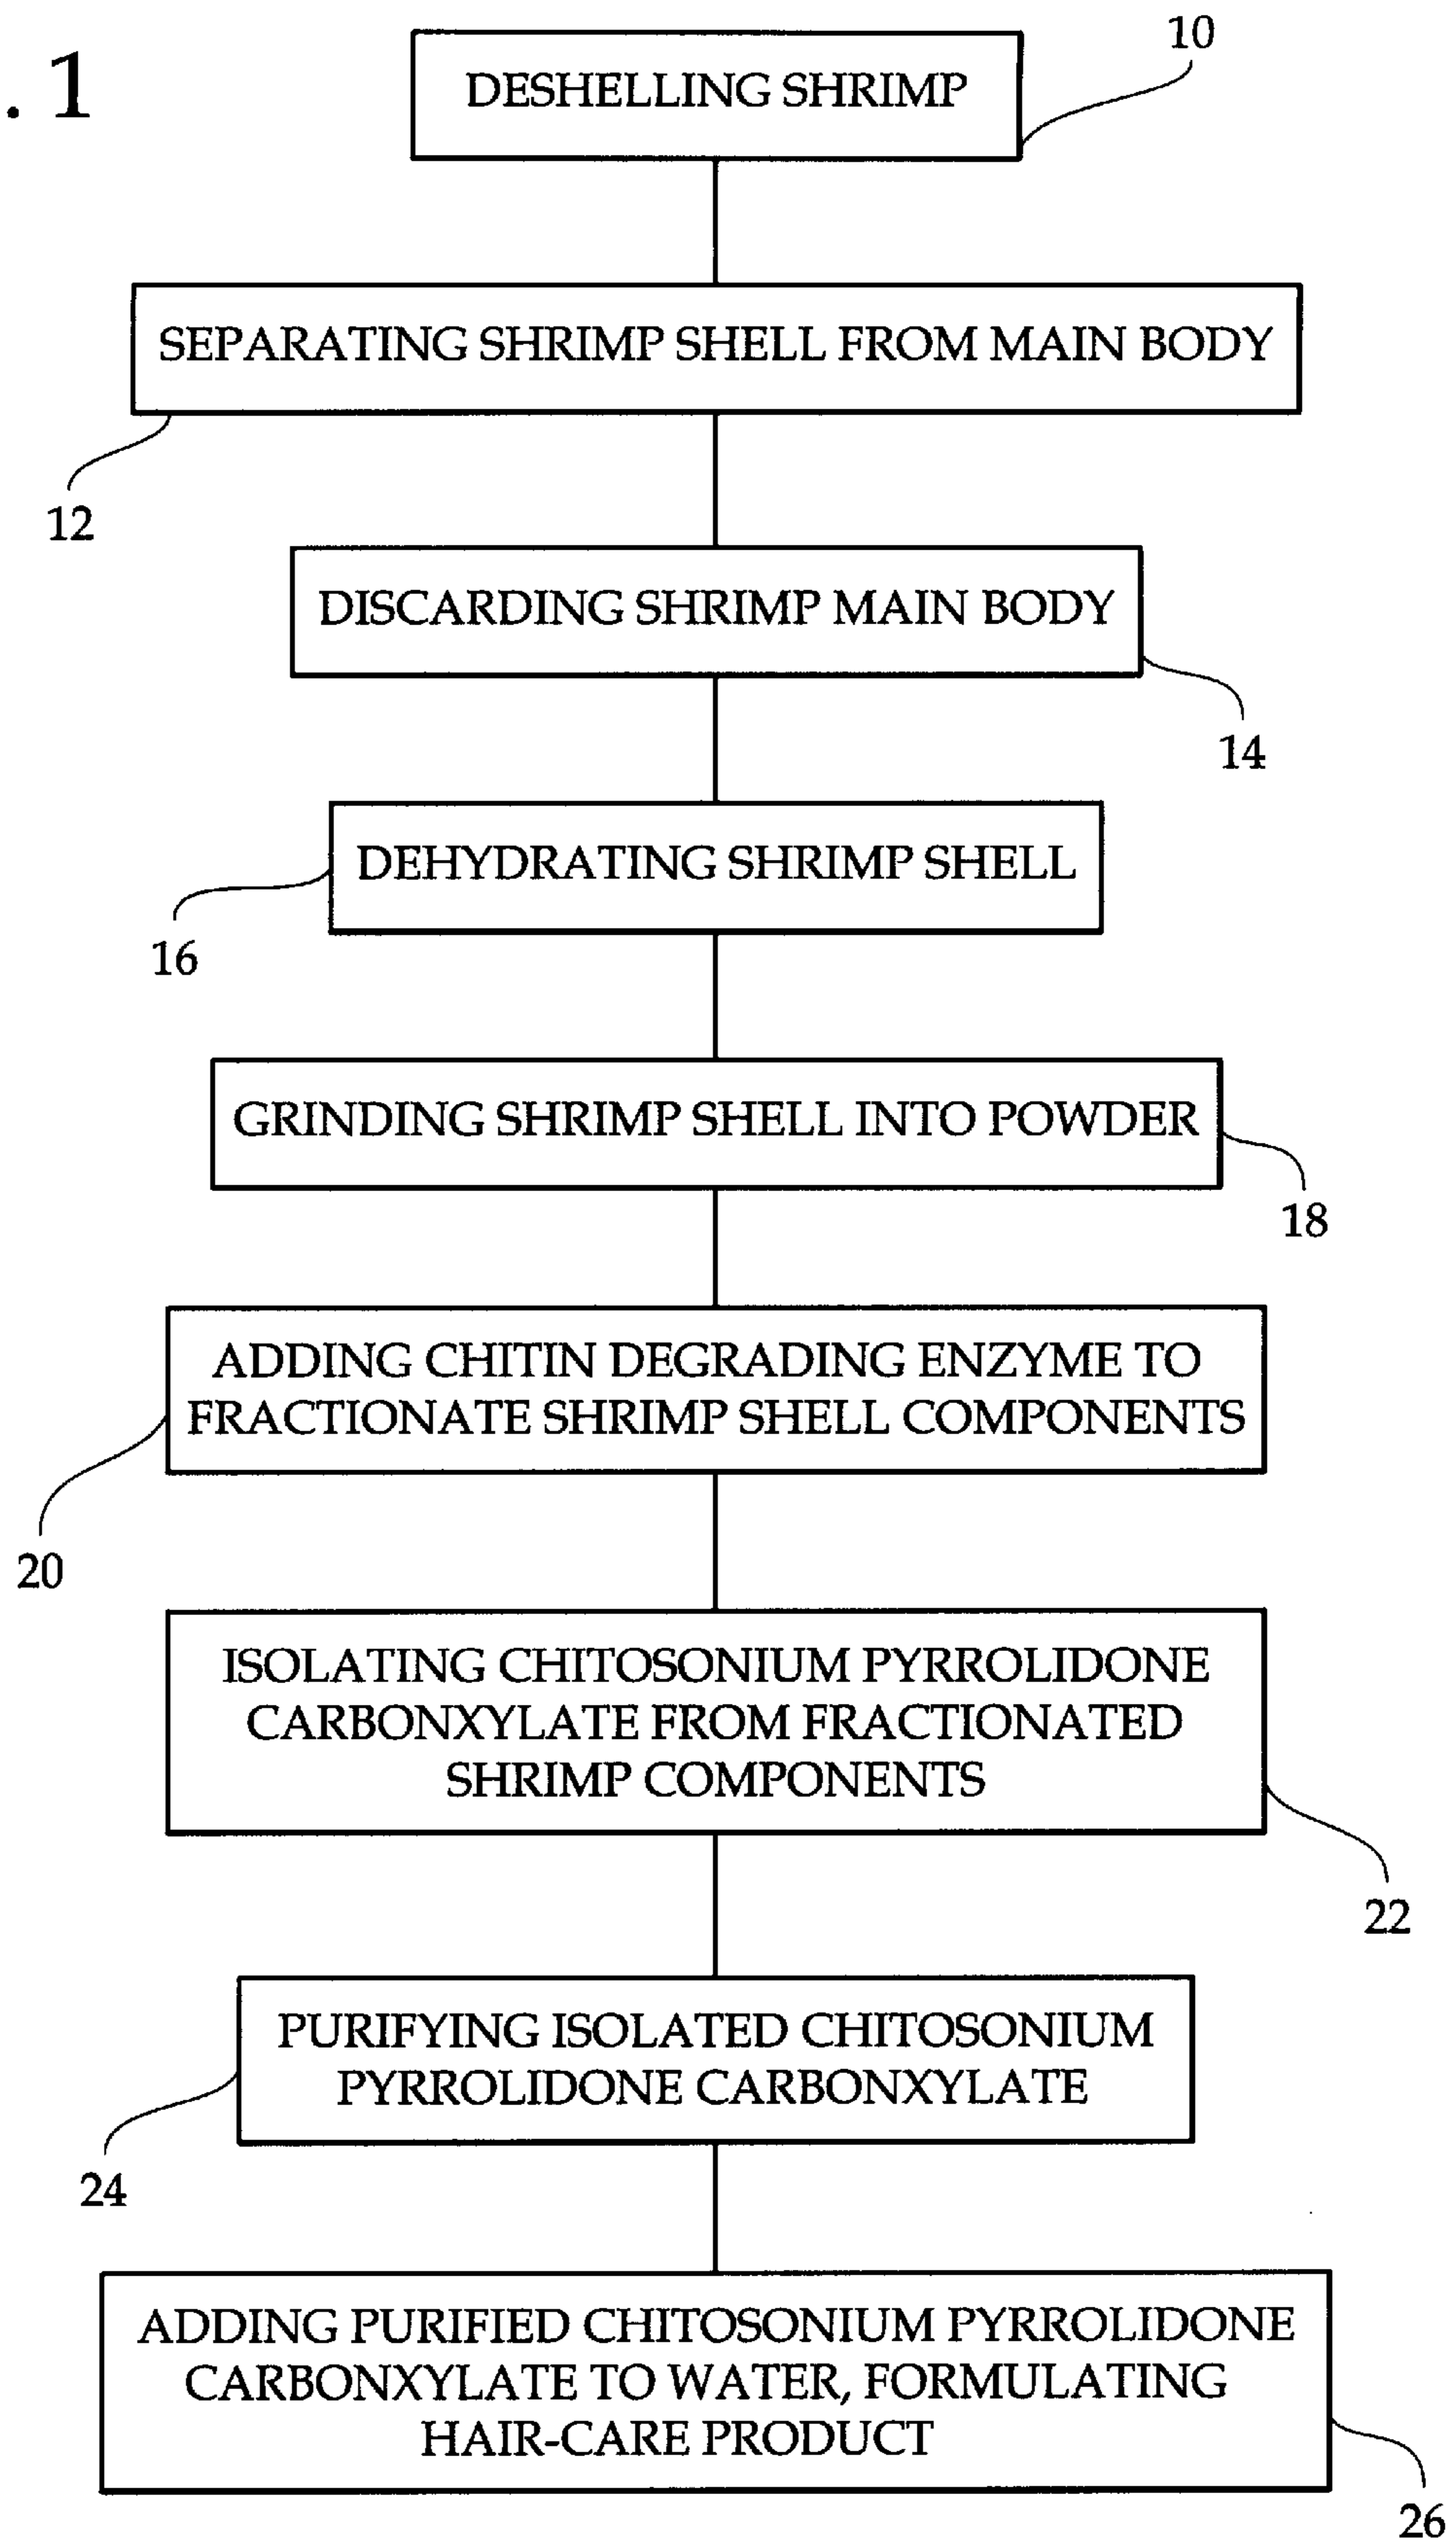 . 1
10
DESHELLING SHRIMP
SEPARATING SHRIMP SHELL FROM MAIN BODY
12
DISCARDING SHRIMP MAIN BODY
14
DEHYDRATING SHRIMP SHELL
16
GRINDING SHRIMP SHELL INTO POWDER
18
ADDING CHITIN DEGRADING ENZYME TO
FRACTIONATE SHRIMP SHELL COMPONENTS
20
ISOLATING CHITOSONIUM PYRROLIDONE
CARBONXYLATE FROM FRACTIONATED
SHRIMP COMPONENTS
22
PURIFYING ISOLATED CHITOSONIUM
PYRROLIDONE CARBONXYLATE
24
ADDING PURIFIED CHITOSONIUM PYRROLIDONE
CARBONXYLATE TO WATER, FORMULATING
HAIR-CARE PRODUCT
26